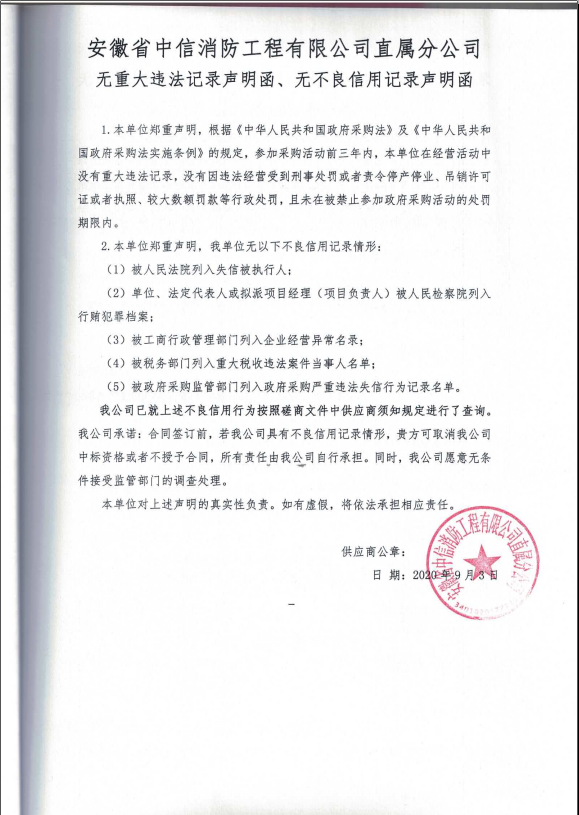 安徽省中信消防工程有限公司直属分公司
无重大违法记录声明函、无不良信用记录声明函
1.本单位郑重声明，根据《中华人民共和国政府采购法》及《中华人民共和
国政府采购法实施条例》的规定，参加采购活动前三年内，本单位在经营活动中
没有重大违法记录，没有因违法经营受到刑事处罚或者责令停产停业、吊销许可
证或者执照、较大数额罚款等行政处罚，且未在被禁止参加政府采购活动的处罚
期限内。
2.本单位郑重声明，我单位无以下不良信用记录情形：
（1）被人民法院列入失信被执行人；
（2）单位、法定代表人或拟派项目经理（项目负责人）被人民检察院列入
行贿犯罪档案；
（3）被工商行政管理部门列入企业经营异常名录；
（4）被税务部门列入重大税收违法案件当事人名单；
（5）被政府采购监管部门列入政府采购严重违法失信行为记录名单。
我公司已就上述不良信用行为按照磋商文件中供应商须知规定进行了查询。
我公司承诺：合同签订前，若我公司具有不良信用记录情形，贵方可取消我公司
中标资格或者不授予合同，所有责任由我公司自行承担。同时，我公司愿意无条
件接受监管部门的调查处理。
本单位对上述声明的真实性负责。如有虚假，将依法承担相应责任。
供应商公章：
日 期：2020年9月3日
安徽省中信消防工程有限公司直属分公司